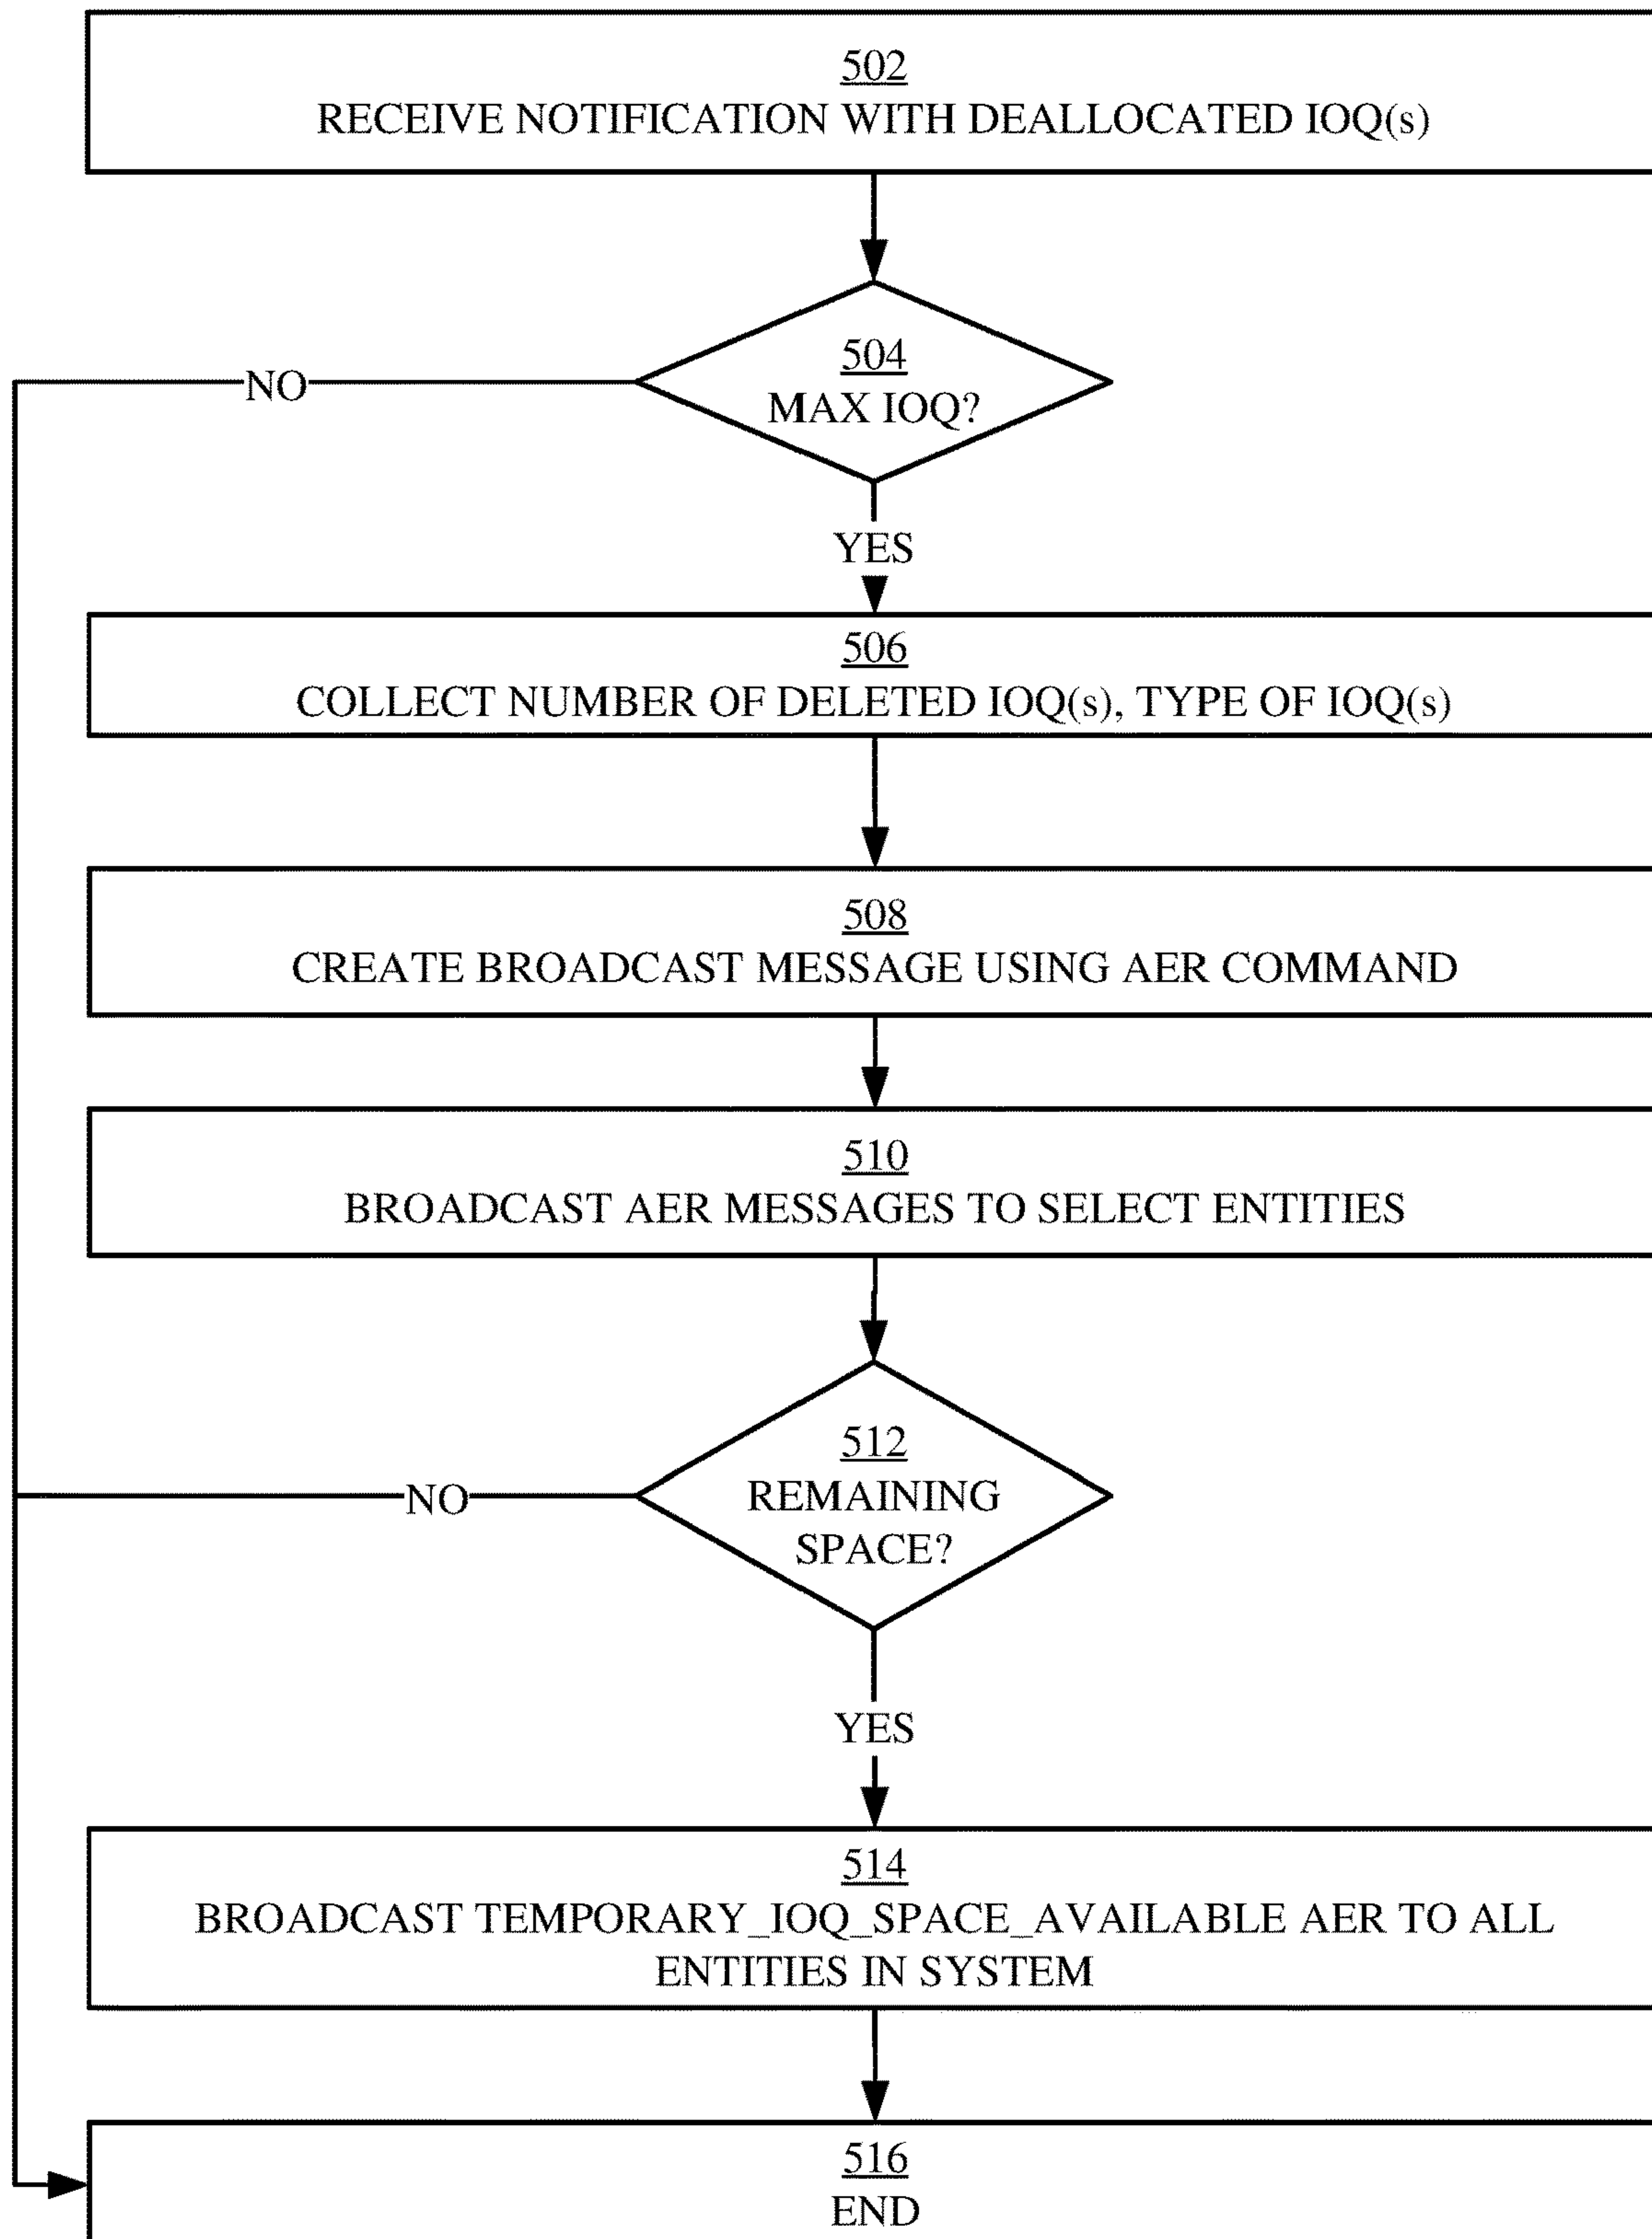 502
RECEIVE NOTIFICATION WITH DEALLOCATED IOQ(s)
504
MAX IOQ?
NO
YES
506
COLLECT NUMBER OF DELETED IOQ(s), TYPE OF IOQ(s)
508
CREATE BROADCAST MESSAGE USING AER COMMAND
510
BROADCAST AER MESSAGES TO SELECT ENTITIES
512
REMAINING
SPACE?
NO
YES
514
BROADCAST TEMPORARY_IOQ_SPACE_AVAILABLE AER TO ALL
ENTITIES IN SYSTEM
516
END